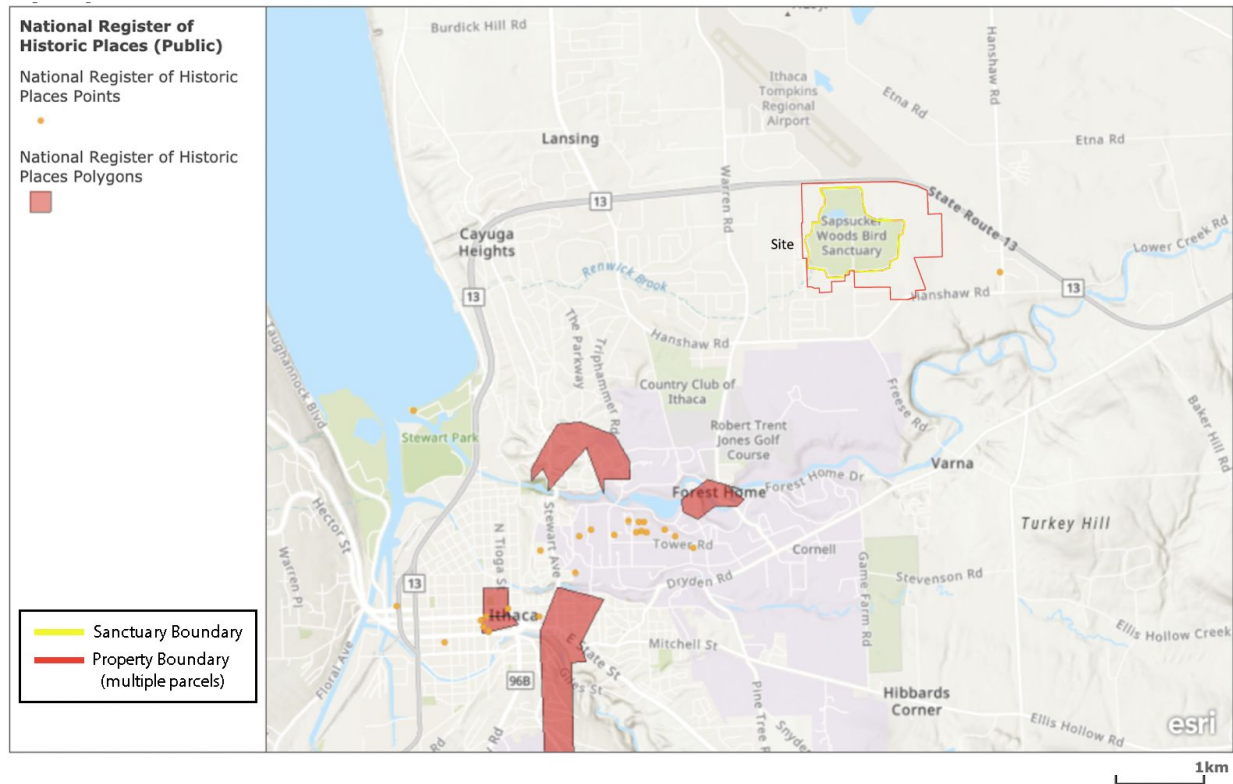 National Register of
Historic Places (Public)
National Register of Historic
Places Points
National Register of Historic
Places Polygons
Sanctuary Boundary
Property Boundary
(multiple parcels)
Burdick Hill Rd
Hanshaw Rd
Ithaca
Tompkins
Regional
Airport
Etna Rd
Etna Rd
Lansing
Warren Rd
13
State Route 13
Cayuga
Heights
Site
Sapsucker
Woods Bird
Sanctuary
Lower Creek Rd
Renwick Brook
13
Hanshaw Rd
13
Taughannock Blvd
The Parkway
Triphammer Rd
Hanshaw Rd
Country Club of
Ithaca
Freese Rd
Baker Hill Rd
Robert Trent
Jones Golf
Course
Stewart Park
Varna
Forest Home
Forest Home Dr
Hector St
Stewart Ave
N Tioga St
Turkey Hill
Tower Rd
Cornell
Warren Pl
13
Dryden Rd
Game Farm Rd
Stevenson Rd
Ithaca
Mitchell St
Ellis Hollow Creek
E State St
Floral Ave
96B
Giles St
Pine Tree R
Hibbards
Corner
Snyde
Ellis Hollow Rd
Rd
Rd
esri
1km